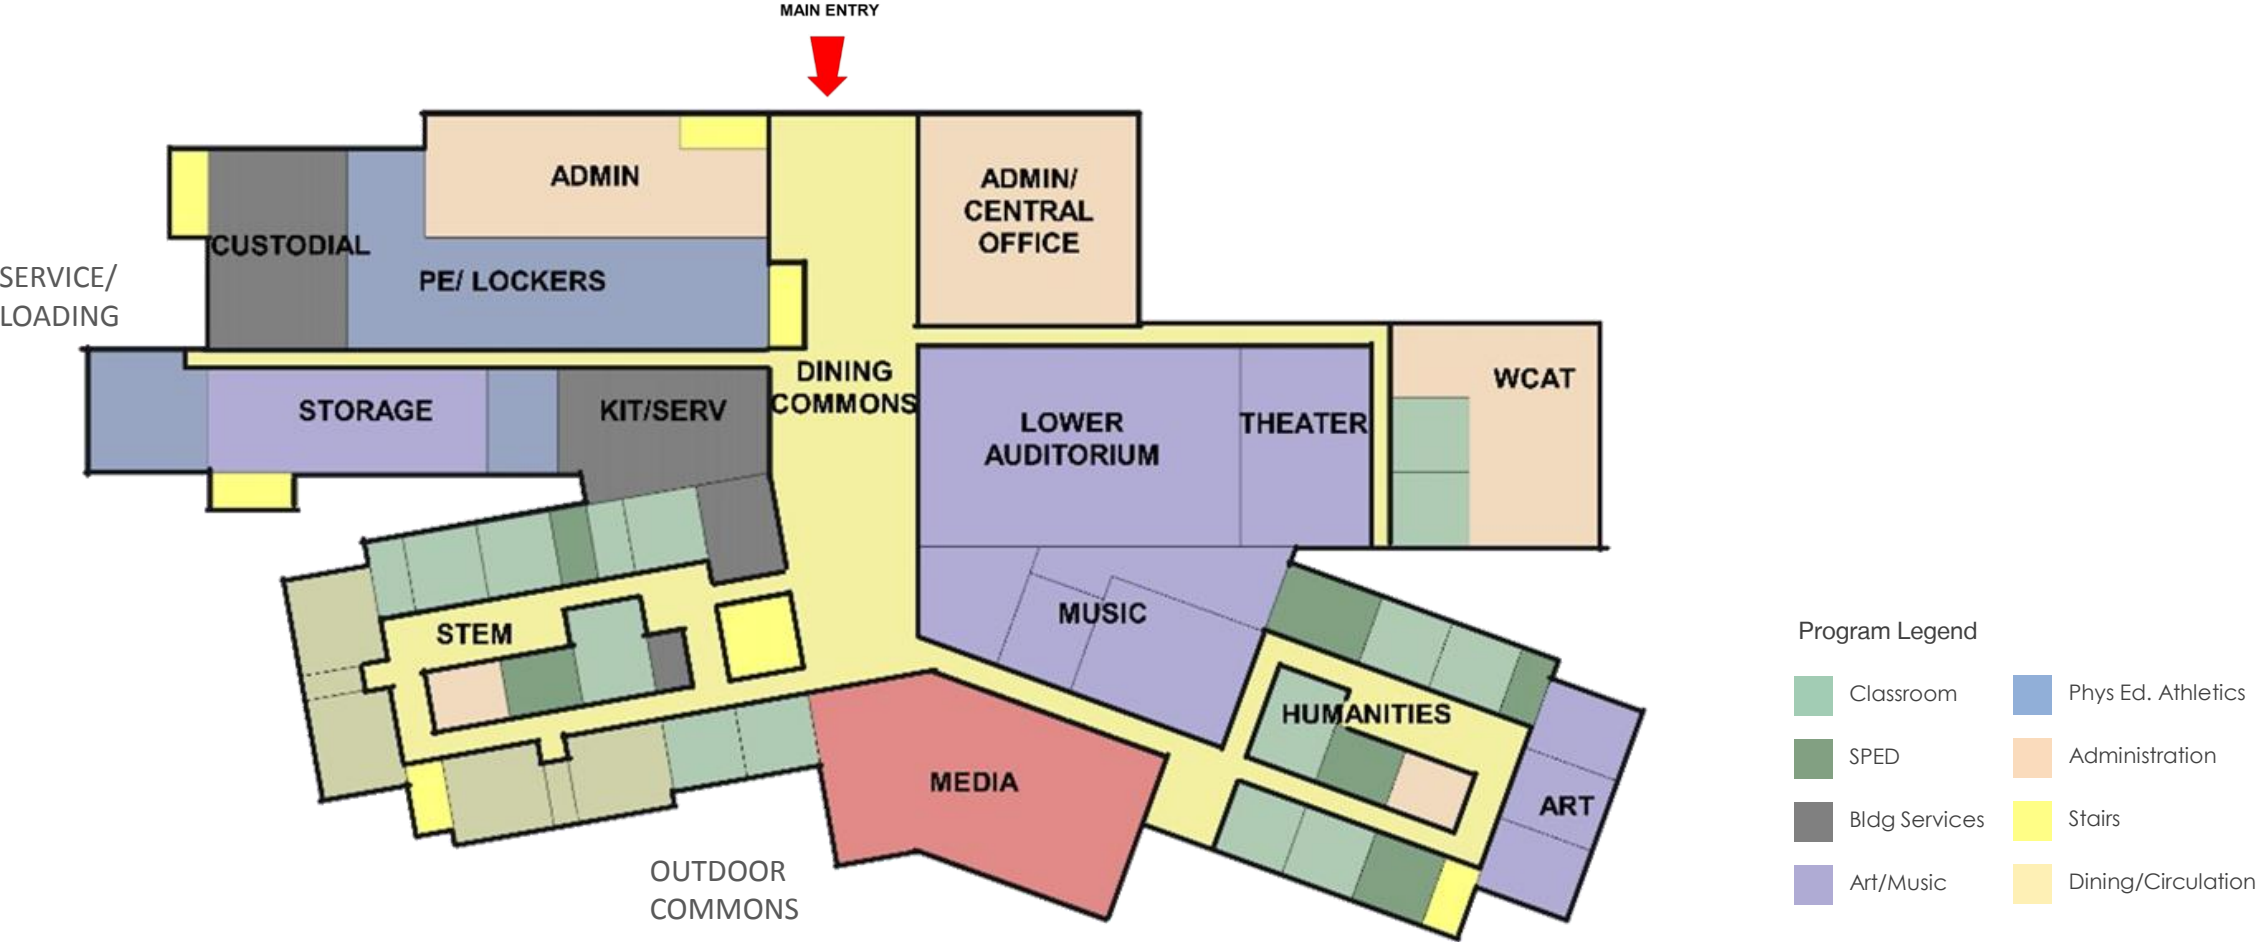 MAIN ENTRY
ADMIN
ADMIN/
CENTRAL
OFFICE
CUSTODIAL
PE/ LOCKERS
SERVICE/
LOADING
DINING
COMMONS
WCAT
STORAGE
KIT/SERV
LOWER
AUDITORIUM
THEATER
STEM
MUSIC
HUMANITIES
MEDIA
ART
OUTDOOR
COMMONS
Program Legend
Classroom
Phys Ed. Athletics
SPED
Administration
Bldg Services
Stairs
Art/Music
Dining/Circulation